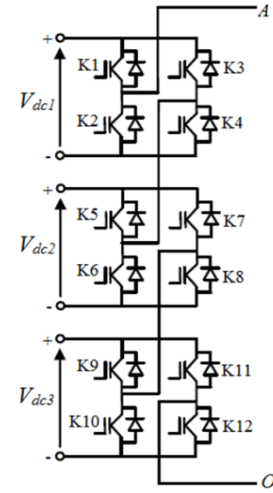 A
+
K1
K3
Vdc1
K2
K4
-
+
K5
K7
Vdc2
K6
K8
-
+
K9
K11
Vdc3
K10
K12
-
O